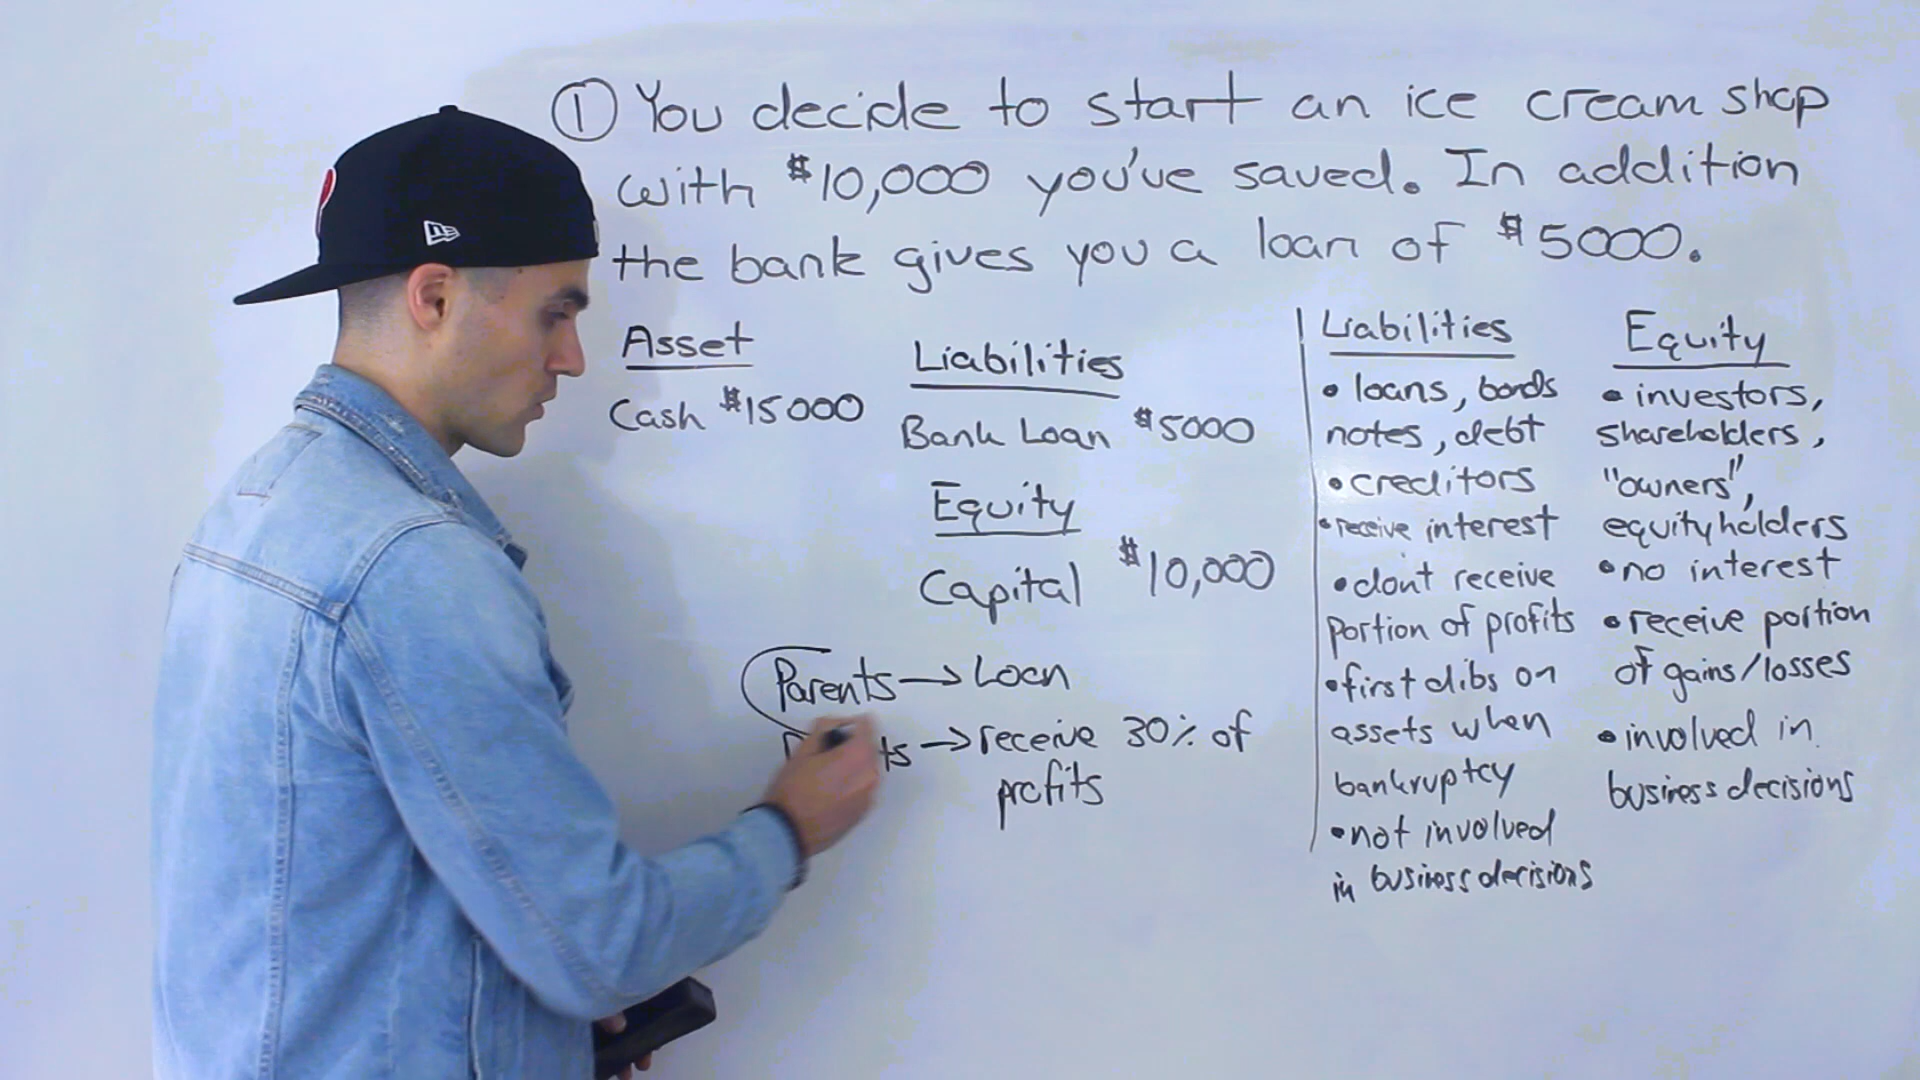 ① You decide to start an ice cream shop
with $10,000 you've saved. In addition
the bank gives you a loan of $5000.
Asset
Cash $15000
Liabilities
Bank Loan $5000
Equity
Capital $10,000
Parents → Loan
→ receive 30% of
profits
Liabilities
• loans, bonds
notes, debt
• creditors
• receive interest
• dont receive
portion of profits
• first dibs on
assets when
bankruptcy
• not involved
in business decisions
Equity
• investors,
shareholders,
"owners",
equityholders
• no interest
• receive portion
of gains/losses
• involved in
business decisions